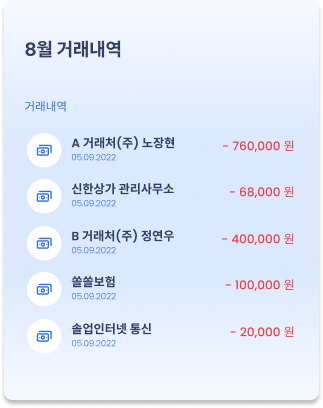 8월 거래내역
거래내역
A 거래처(주) 노장현
- 760,000 원
05.09.2022
신한상가 관리사무소
- 68,000 원
05.09.2022
B 거래처(주) 정연우
- 400,000 원
05.09.2022
쏠쏠보험
- 100,000 원
05.09.2022
솔업인터넷 통신
- 20,000 원
05.09.2022